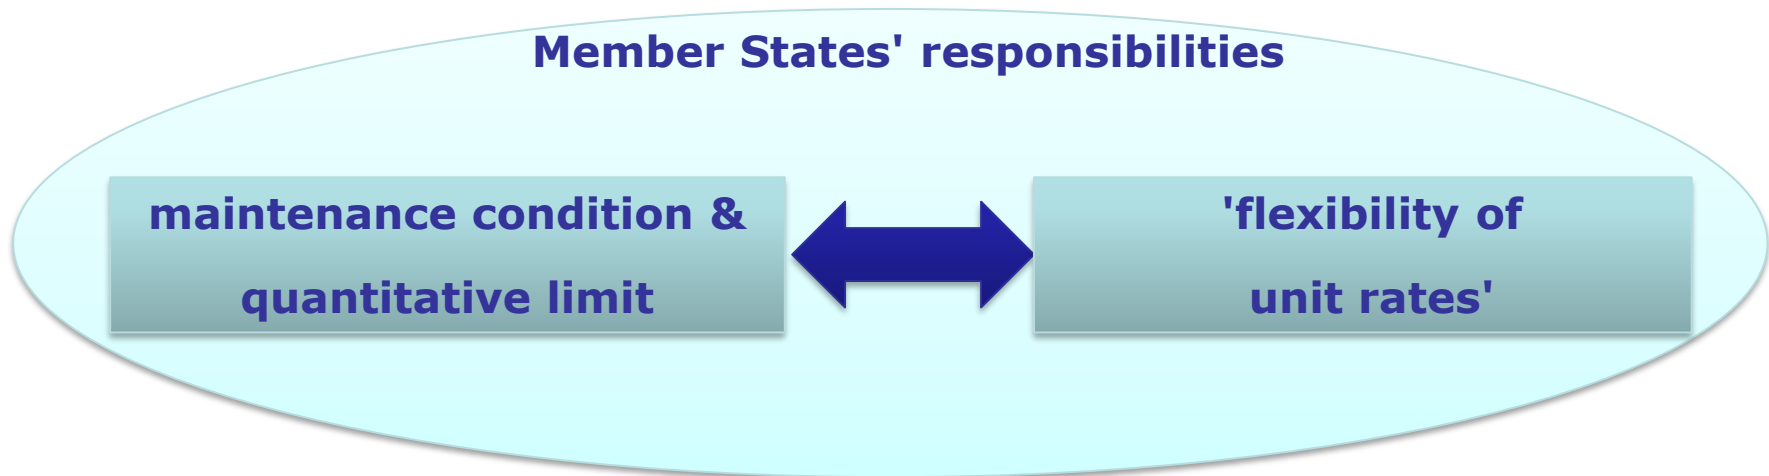 Member States' responsibilities
maintenance condition &
quantitative limit
'flexibility of
unit rates'